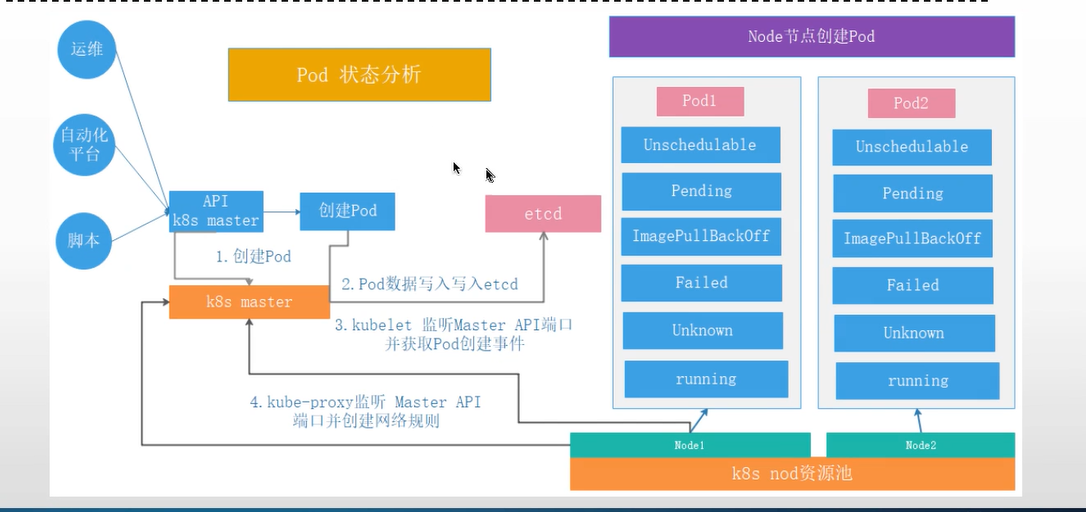 Node节点创建Pod
运维
Pod 状态分析
自动化
平台
脚本
API
k8s master
创建Pod
etcd
1.创建Pod
k8s master
2.Pod数据写入写入etcd
3.kubelet 监听Master API端口
并获取Pod创建事件
4.kube-proxy监听 Master API
端口并创建网络规则
Pod1
Unschedulable
Pending
ImagePullBackOff
Failed
Unknown
running
Pod2
Unschedulable
Pending
ImagePullBackOff
Failed
Unknown
running
Node1
Node2
k8s nod资源池